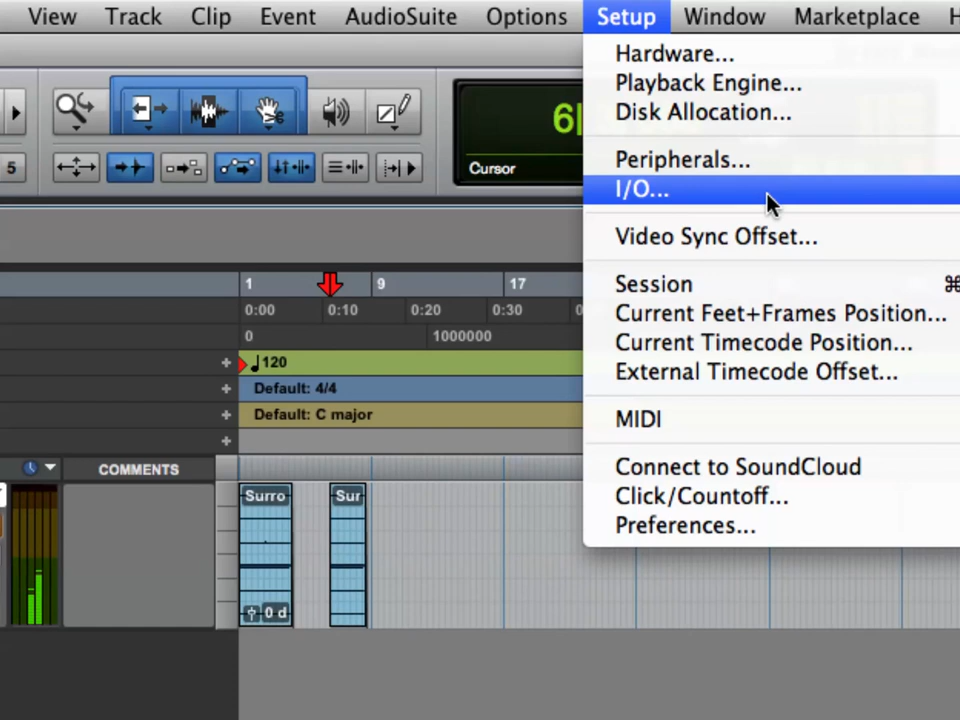 View Track Clip Event AudioSuite Options Setup Window Marketplace H
Hardware...
Playback Engine...
Disk Allocation...
Peripherals...
I/O...
Video Sync Offset...
Session ⌘
Current Feet+Frames Position...
Current Timecode Position...
External Timecode Offset...
MIDI
Connect to SoundCloud
Click/Countoff...
Preferences...
5
6
Cursor
1 9 17
0:00 0:10 0:20 0:30 0
0 1000000
120
Default: 4/4
Default: C major
COMMENTS
Surro Sur
0 d